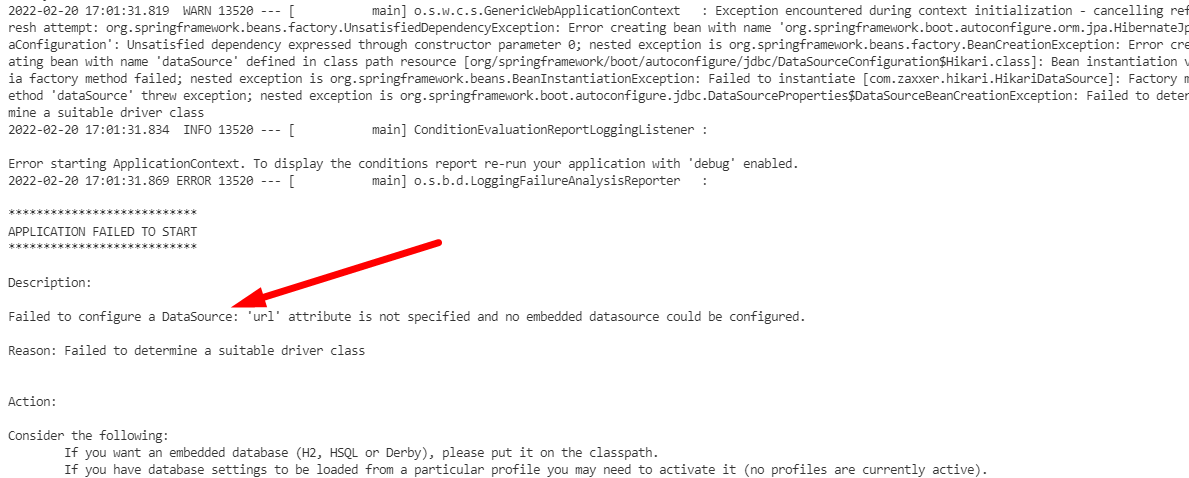 2022-02-20 17:01:31.819  WARN 13520 --- [           main] o.s.w.c.s.GenericWebApplicationContext   : Exception encountered during context initialization - cancelling ref
resh attempt: org.springframework.beans.factory.UnsatisfiedDependencyException: Error creating bean with name 'org.springframework.boot.autoconfigure.orm.jpa.HibernateJp
aConfiguration': Unsatisfied dependency expressed through constructor parameter 0; nested exception is org.springframework.beans.factory.BeanCreationException: Error cre
ating bean with name 'dataSource' defined in class path resource [org/springframework/boot/autoconfigure/jdbc/DataSourceConfiguration$Hikari.class]: Bean instantiation v
ia factory method failed; nested exception is org.springframework.beans.BeanInstantiationException: Failed to instantiate [com.zaxxer.hikari.HikariDataSource]: Factory m
ethod 'dataSource' threw exception; nested exception is org.springframework.boot.autoconfigure.jdbc.DataSourceProperties$DataSourceBeanCreationException: Failed to deter
mine a suitable driver class
2022-02-20 17:01:31.834  INFO 13520 --- [           main] ConditionEvaluationReportLoggingListener :
Error starting ApplicationContext. To display the conditions report re-run your application with 'debug' enabled.
2022-02-20 17:01:31.869 ERROR 13520 --- [           main] o.s.b.d.LoggingFailureAnalysisReporter   :
***************************
APPLICATION FAILED TO START
***************************
Description:
Failed to configure a DataSource: 'url' attribute is not specified and no embedded datasource could be configured.
Reason: Failed to determine a suitable driver class
Action:
Consider the following:
If you want an embedded database (H2, HSQL or Derby), please put it on the classpath.
If you have database settings to be loaded from a particular profile you may need to activate it (no profiles are currently active).